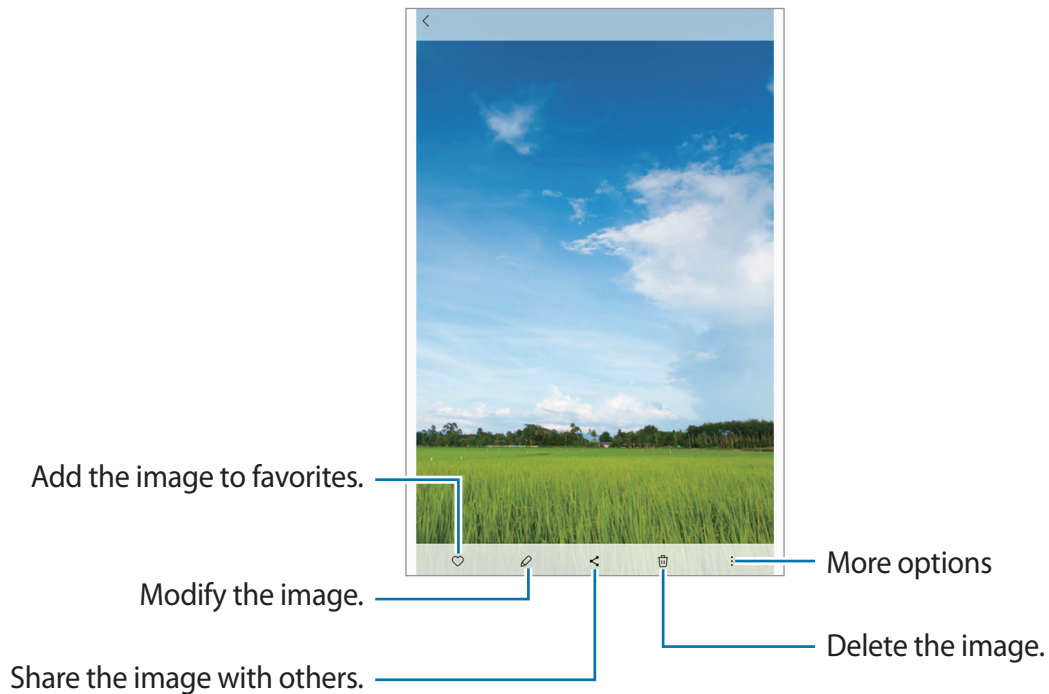 Add the image to favorites.
More options
Modify the image.
Delete the image.
Share the image with others.